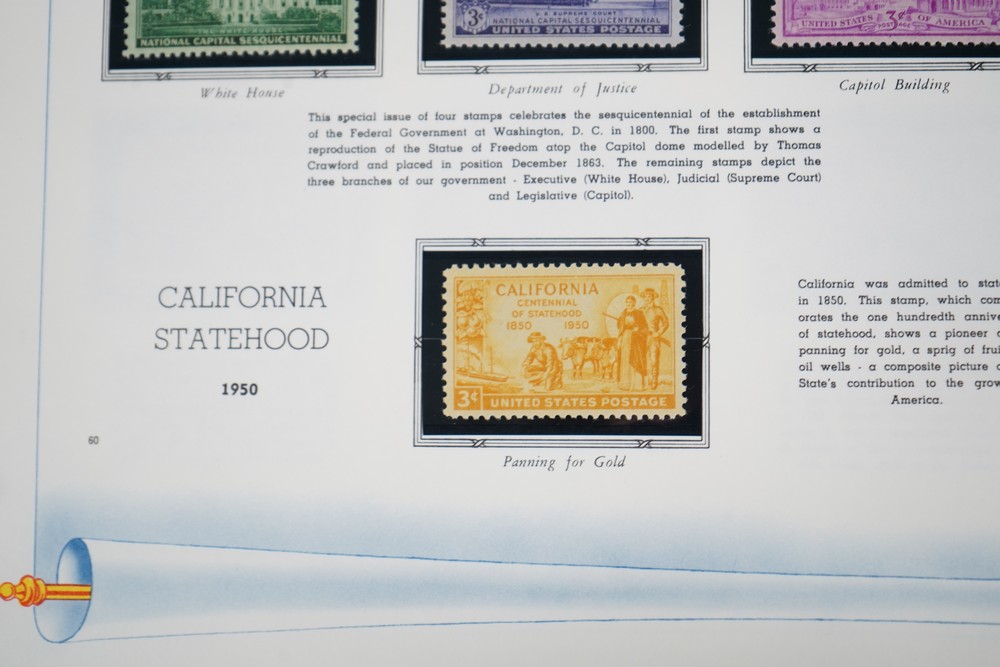 THE WHITE HOUSE
NATIONAL CAPITAL SESQUICENTENNIAL
3¢
U. S. SUPREME COURT
NATIONAL CAPITAL SESQUICENTENNIAL
UNITED STATES POSTAGE
UNITED STATES 3¢ OF AMERICA
POSTAGE
White House
Department of Justice
Capitol Building
This special issue of four stamps celebrates the sesquicentennial of the establishment
of the Federal Government at Washington, D. C. in 1800. The first stamp shows a
reproduction of the Statue of Freedom atop the Capitol dome modelled by Thomas
Crawford and placed in position December 1863. The remaining stamps depict the
three branches of our government - Executive (White House), Judicial (Supreme Court)
and Legislative (Capitol).
CALIFORNIA
STATEHOOD
1950
60
CALIFORNIA
CENTENNIAL
OF STATEHOOD
1850 1950
3¢ UNITED STATES POSTAGE
Panning for Gold
California was admitted to state
in 1850. This stamp, which com
orates the one hundredth annive
of statehood, shows a pioneer
panning for gold, a sprig of frui
oil wells - a composite picture o
State's contribution to the grow
America.